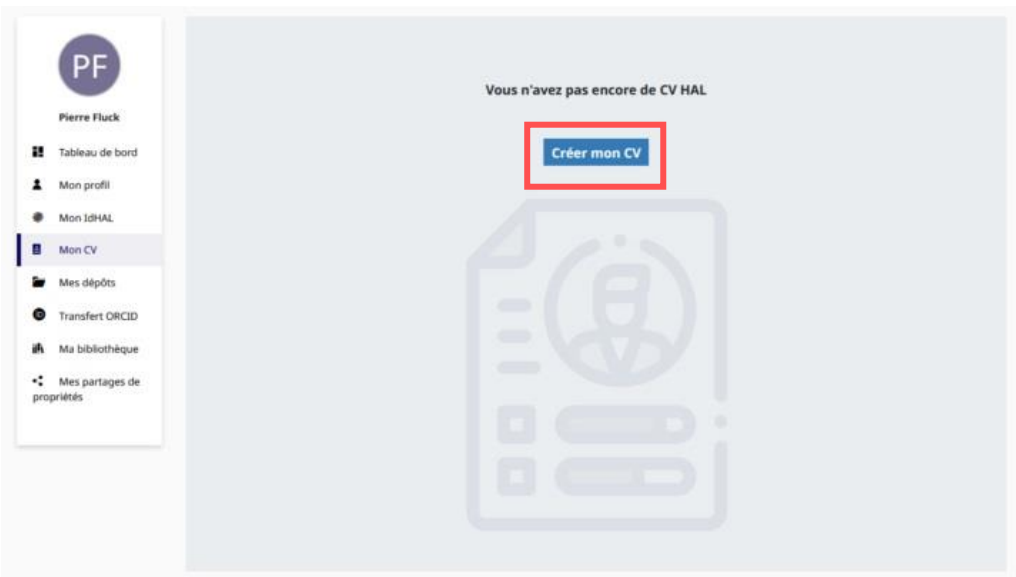 PF
Pierre Fluck
Tableau de bord
Mon profil
Mon IdHAL
Mon CV
Mes dépôts
Transfert ORCID
Ma bibliothèque
Mes partages de
propriétés
Vous n'avez pas encore de CV HAL
Créer mon CV